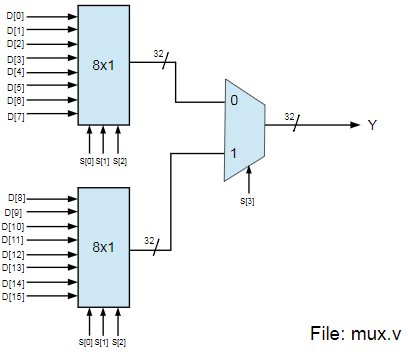 D[0]
D[1]
D[2]
D[3]
D[4]
D[5]
D[6]
D[7]
8x1
32
S[0] S[1] S[2]
0
1
32
Y
S[3]
D[8]
D[9]
D[10]
D[11]
D[12]
D[13]
D[14]
D[15]
8x1
32
S[0] S[1] S[2]
File: mux.v